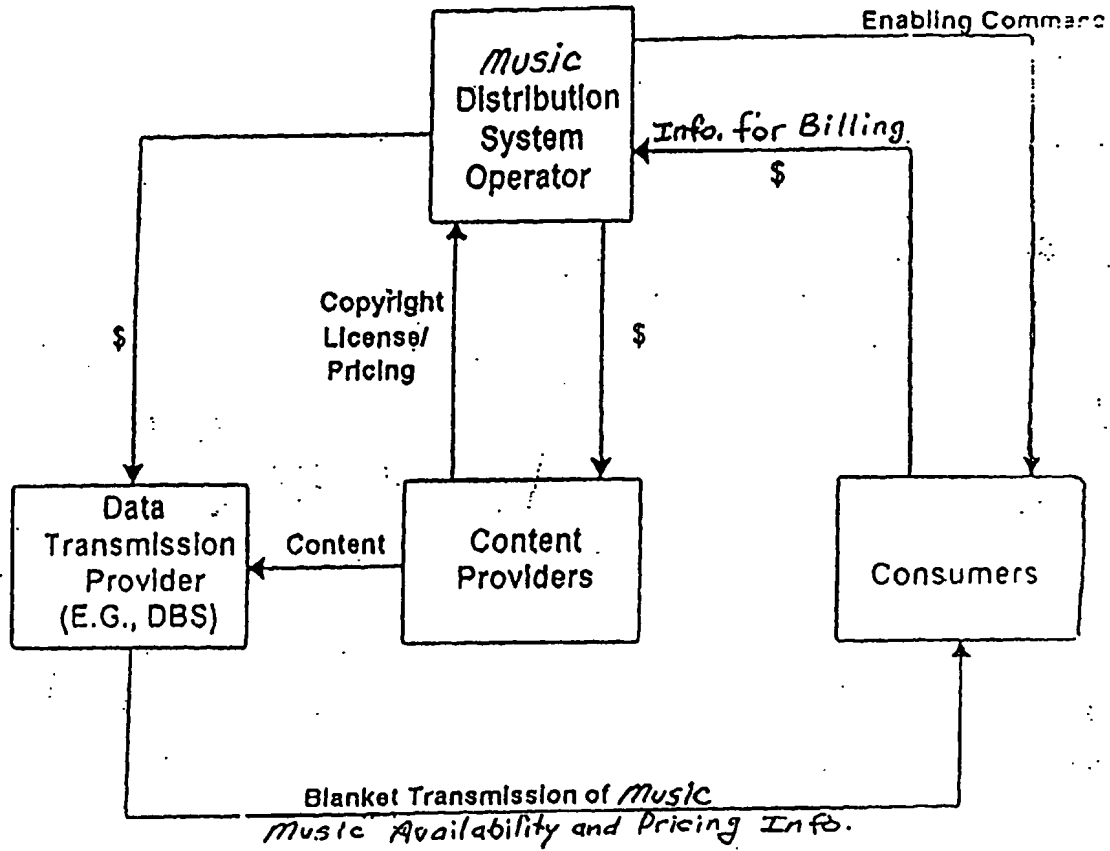 Enabling Command
Music
Distribution
System
Operator
Info. for Billing
$
Copyright
License/
Pricing
$
$
Data
Transmission
Provider
(E.G., DBS)
Content
Content
Providers
Consumers
Blanket Transmission of Music
Music Availability and Pricing Info.